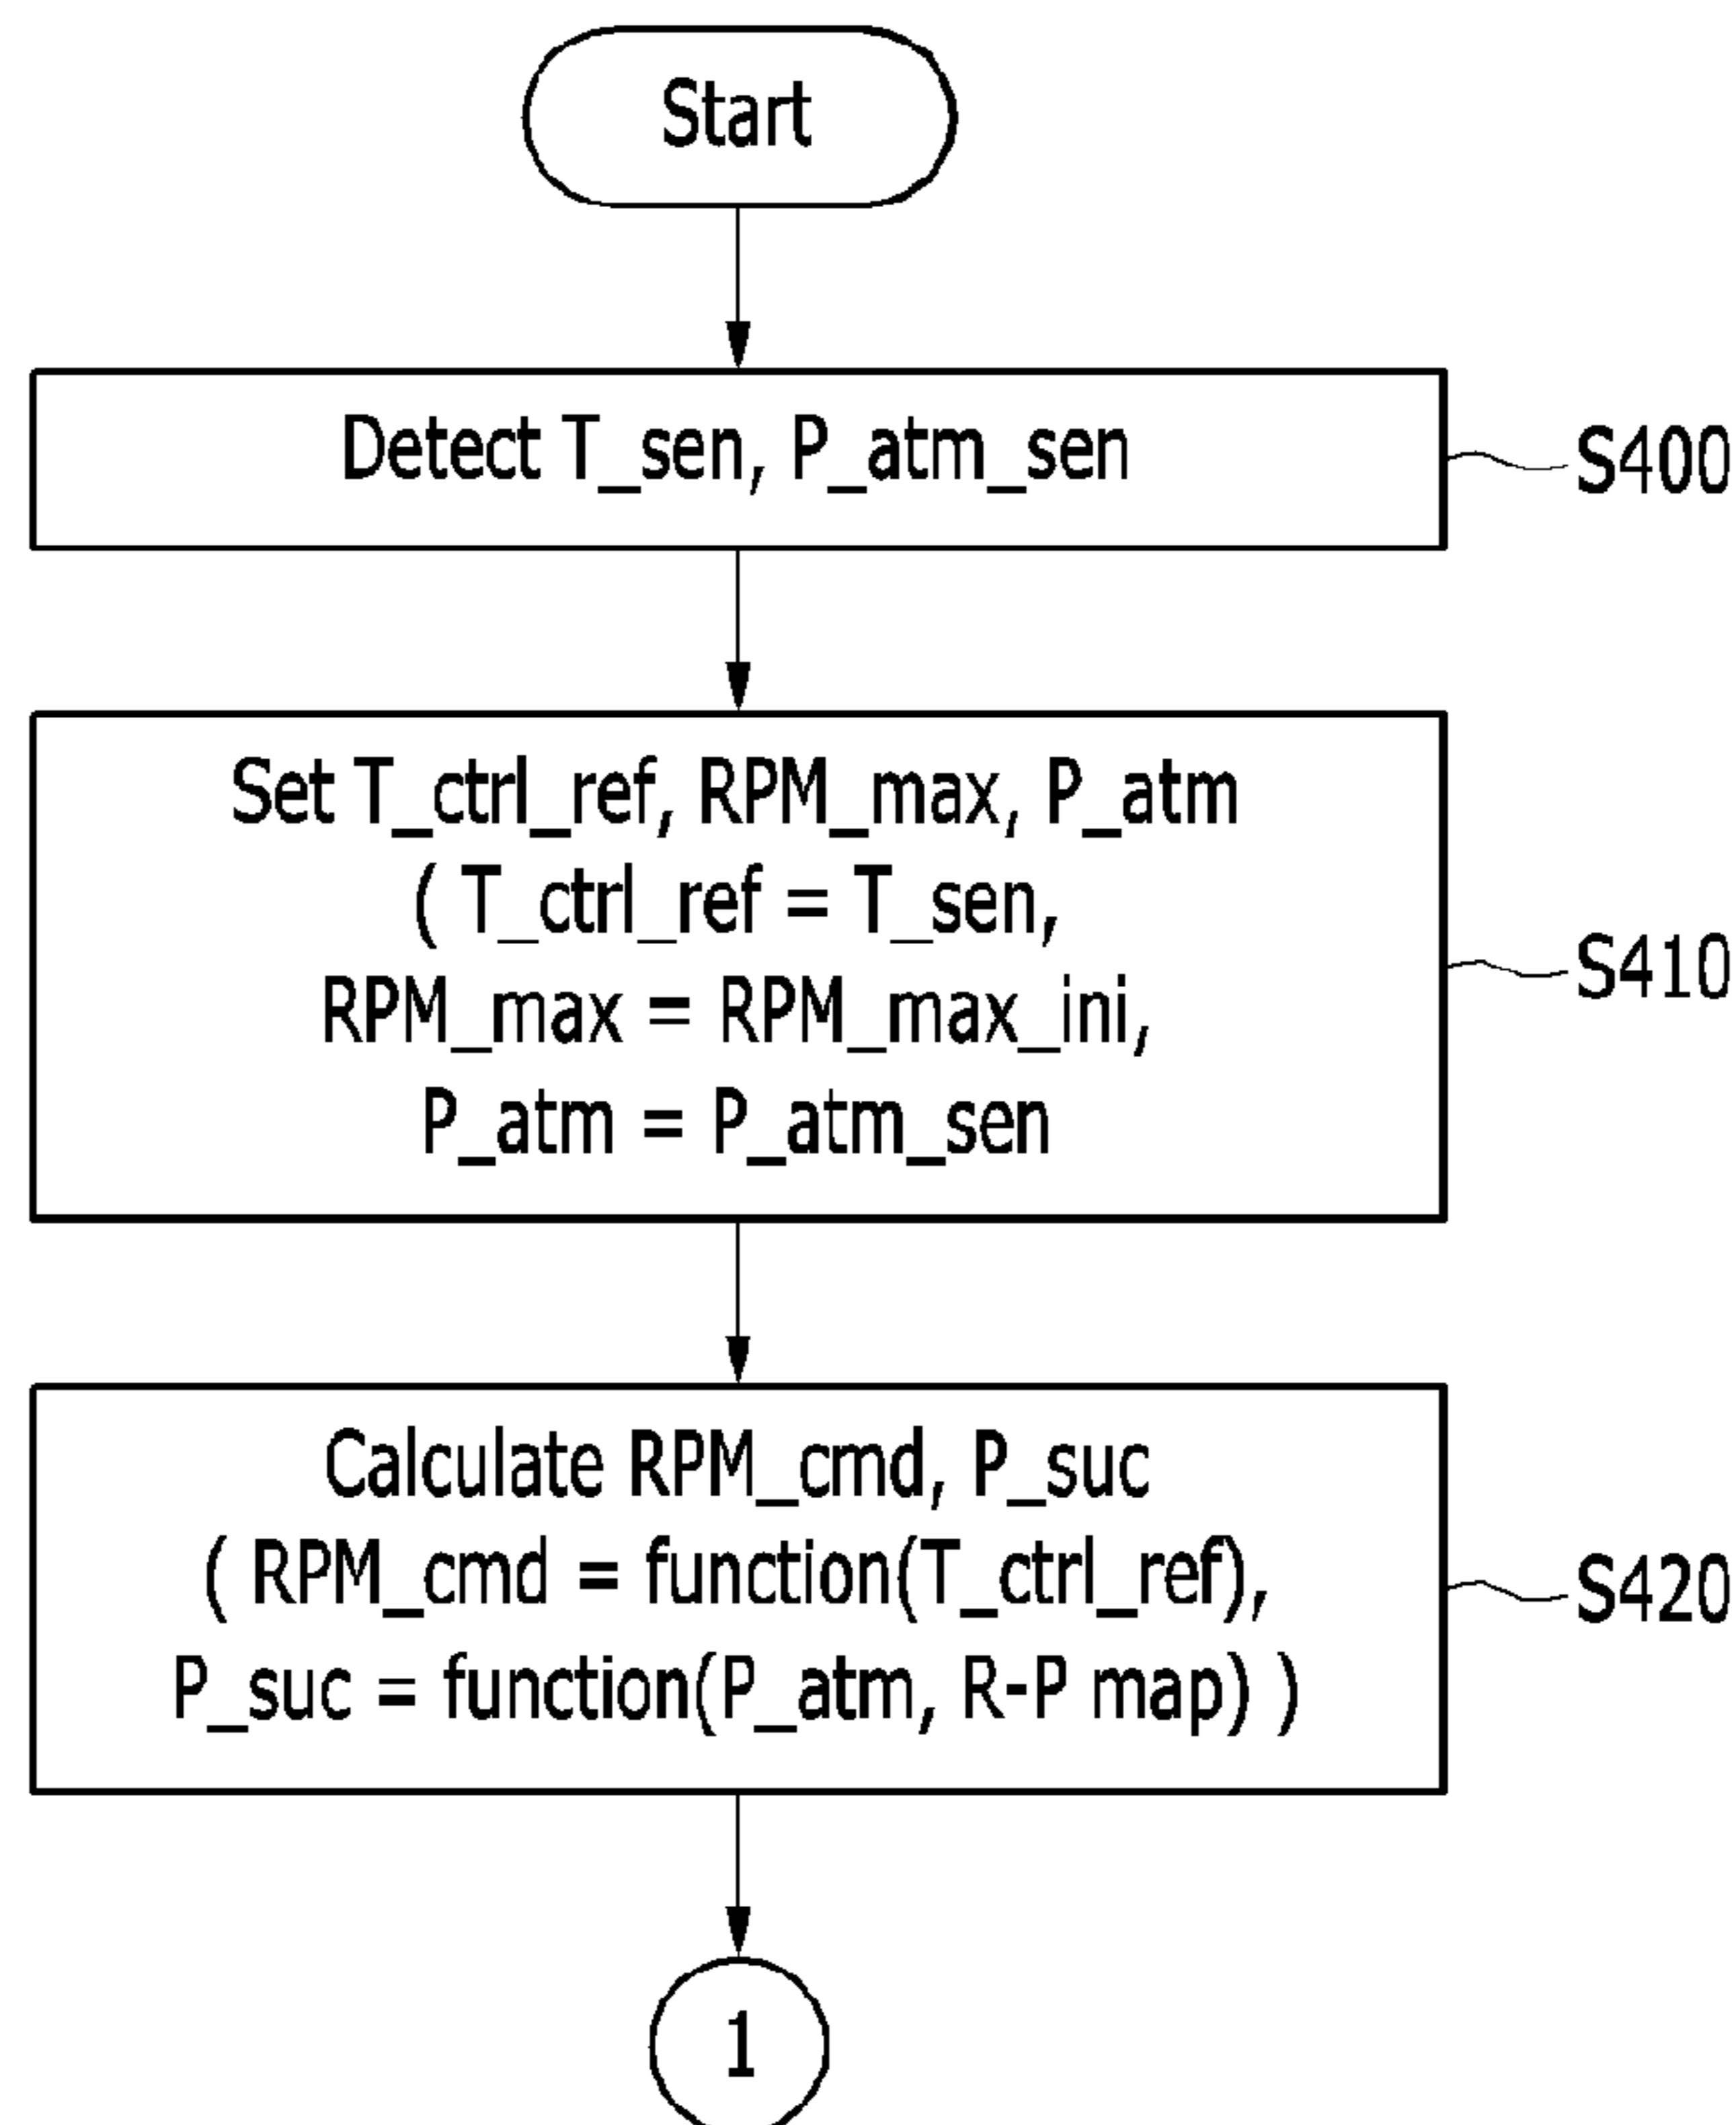 Start
Detect T_sen, P_atm_sen
S400
Set T_ctrl_ref, RPM_max, P_atm
( T_ctrl_ref = T_sen,
RPM_max = RPM_max_ini,
P_atm = P_atm_sen
S410
Calculate RPM_cmd, P_suc
( RPM_cmd = function(T_ctrl_ref),
P_suc = function(P_atm, R-P map) )
S420
1